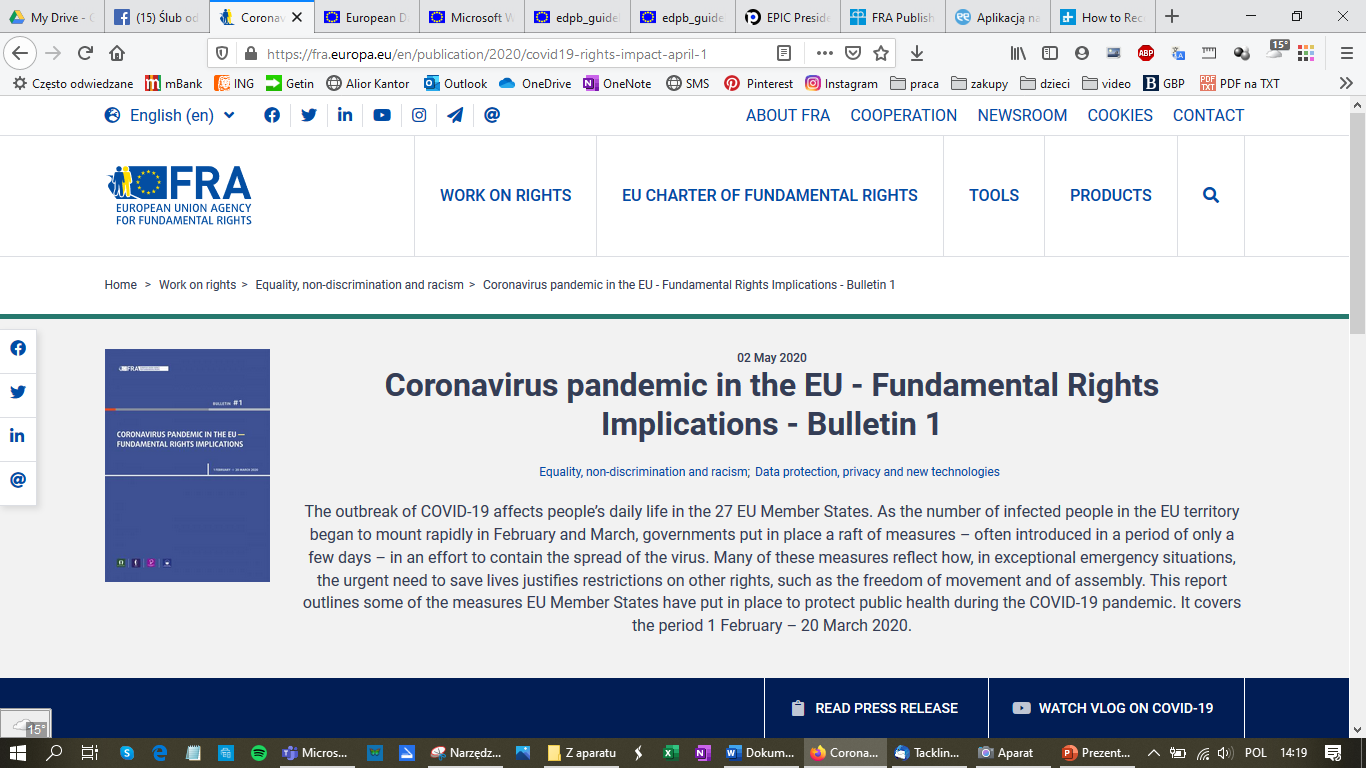 My Drive - G
(15) Ślub od
Coronav
European D
Microsoft W
edpb_guide
edpb_guide
EPIC Preside
FRA Publish
Aplikacją na
How to Rec
https://fra.europa.eu/en/publication/2020/covid19-rights-impact-april-1
ABP
15°
Często odwiedzane
mBank
ING
Getin
Alior Kantor
Outlook
OneDrive
OneNote
SMS
Pinterest
Instagram
praca
zakupy
dzieci
video
GBP
PDF na TXT
English (en)
ABOUT FRA COOPERATION NEWSROOM COOKIES CONTACT
FRA
EUROPEAN UNION AGENCY
FOR FUNDAMENTAL RIGHTS
WORK ON RIGHTS
EU CHARTER OF FUNDAMENTAL RIGHTS
TOOLS
PRODUCTS
Home > Work on rights > Equality, non-discrimination and racism > Coronavirus pandemic in the EU - Fundamental Rights Implications - Bulletin 1
FRA
BULLETIN #1
CORONAVIRUS PANDEMIC IN THE EU —
FUNDAMENTAL RIGHTS IMPLICATIONS
1 FEBRUARY – 20 MARCH 2020
02 May 2020
Coronavirus pandemic in the EU - Fundamental Rights
Implications - Bulletin 1
Equality, non-discrimination and racism; Data protection, privacy and new technologies
The outbreak of COVID-19 affects people’s daily life in the 27 EU Member States. As the number of infected people in the EU territory
began to mount rapidly in February and March, governments put in place a raft of measures – often introduced in a period of only a
few days – in an effort to contain the spread of the virus. Many of these measures reflect how, in exceptional emergency situations,
the urgent need to save lives justifies restrictions on other rights, such as the freedom of movement and of assembly. This report
outlines some of the measures EU Member States have put in place to protect public health during the COVID-19 pandemic. It covers
the period 1 February – 20 March 2020.
READ PRESS RELEASE
WATCH VLOG ON COVID-19
15°
Micros...
Narzędz...
Z aparatu
Dokum...
Corona...
Tacklin...
Aparat
Prezent...
POL
14:19